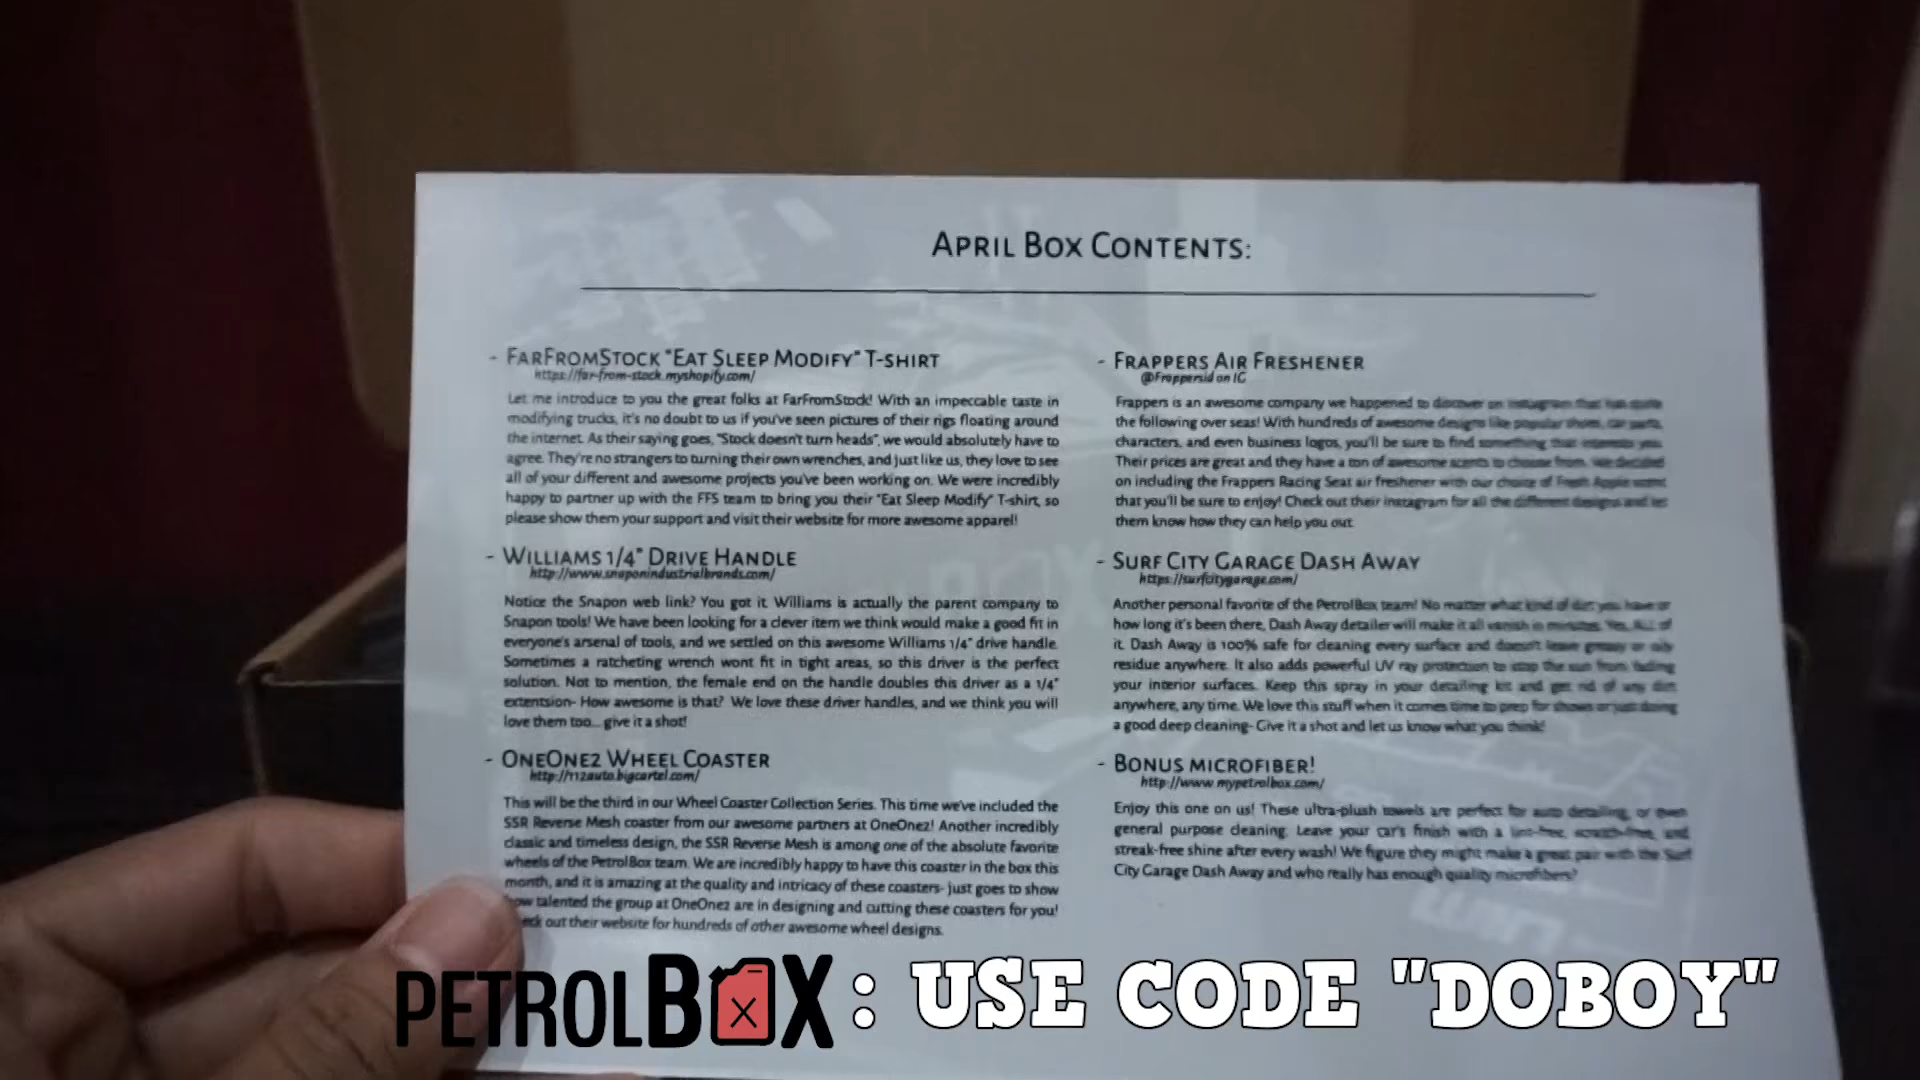 APRIL BOX CONTENTS:
- FARFROMSTOCK "EAT SLEEP MODIFY" T-SHIRT
https://far-from-stock.myshopify.com/
Let me introduce to you the great folks at FarFromStock! With an impeccable taste in
modifying trucks, it's no doubt to us if you've seen pictures of their rigs floating around
the internet. As their saying goes, "Stock doesn't turn heads", we would absolutely have to
agree. They're no strangers to turning their own wrenches, and just like us, they love to see
all of your different and awesome projects you've been working on. We were incredibly
happy to partner up with the FFS team to bring you their "Eat Sleep Modify" T-shirt, so
please show them your support and visit their website for more awesome apparel!
- WILLIAMS 1/4" DRIVE HANDLE
http://www.snaponindustrialbrands.com/
Notice the Snapon web link? You got it. Williams is actually the parent company to
Snapon tools! We have been looking for a clever item we think would make a good fit in
everyone's arsenal of tools, and we settled on this awesome Williams 1/4" drive handle.
Sometimes a ratcheting wrench wont fit in tight areas, so this driver is the perfect
solution. Not to mention, the female end on the handle doubles this driver as a 1/4"
extentsion- How awesome is that? We love these driver handles, and we think you will
love them too... give it a shot!
- ONEONE2 WHEEL COASTER
http://112auto.bigcartel.com/
This will be the third in our Wheel Coaster Collection Series. This time we've included the
SSR Reverse Mesh coaster from our awesome partners at OneOne2! Another incredibly
classic and timeless design, the SSR Reverse Mesh is among one of the absolute favorite
wheels of the PetrolBox team. We are incredibly happy to have this coaster in the box this
month, and it is amazing at the quality and intricacy of these coasters- just goes to show
how talented the group at OneOne2 are in designing and cutting these coasters for you!
out their website for hundreds of other awesome wheel designs.
- FRAPPERS AIR FRESHENER
@Frappersid on IG
Frappers is an awesome company we happened to discover on Instagram that has quite
the following over seas! With hundreds of awesome designs like popular shoes, car parts,
characters, and even business logos, you'll be sure to find something that interests you.
Their prices are great and they have a ton of awesome scents to choose from. We decided
on including the Frappers Racing Seat air freshener with our choice of Fresh Apple scent
that you'll be sure to enjoy! Check out their instagram for all the different designs and let
them know how they can help you out.
- SURF CITY GARAGE DASH AWAY
https://surfcitygarage.com/
Another personal favorite of the PetrolBox team! No matter what kind of dirt you have or
how long it's been there, Dash Away detailer will make it all vanish in minutes. Yes, ALL of
it. Dash Away is 100% safe for cleaning every surface and doesn't leave greasy or oily
residue anywhere. It also adds powerful UV ray protection to stop the sun from fading
your interior surfaces. Keep this spray in your detailing kit and get rid of any dirt
anywhere, any time. We love this stuff when it comes time to prep for shows or just doing
a good deep cleaning- Give it a shot and let us know what you think!
- BONUS MICROFIBER!
http://www.mypetrolbox.com/
Enjoy this one on us! These ultra-plush towels are perfect for auto detailing, or even
general purpose cleaning. Leave your car's finish with a lint-free, scratch-free, and
streak-free shine after every wash! We figure they might make a great pair with the Surf
City Garage Dash Away and who really has enough quality microfibers?
PETROLBOX: USE CODE "DOBOY"